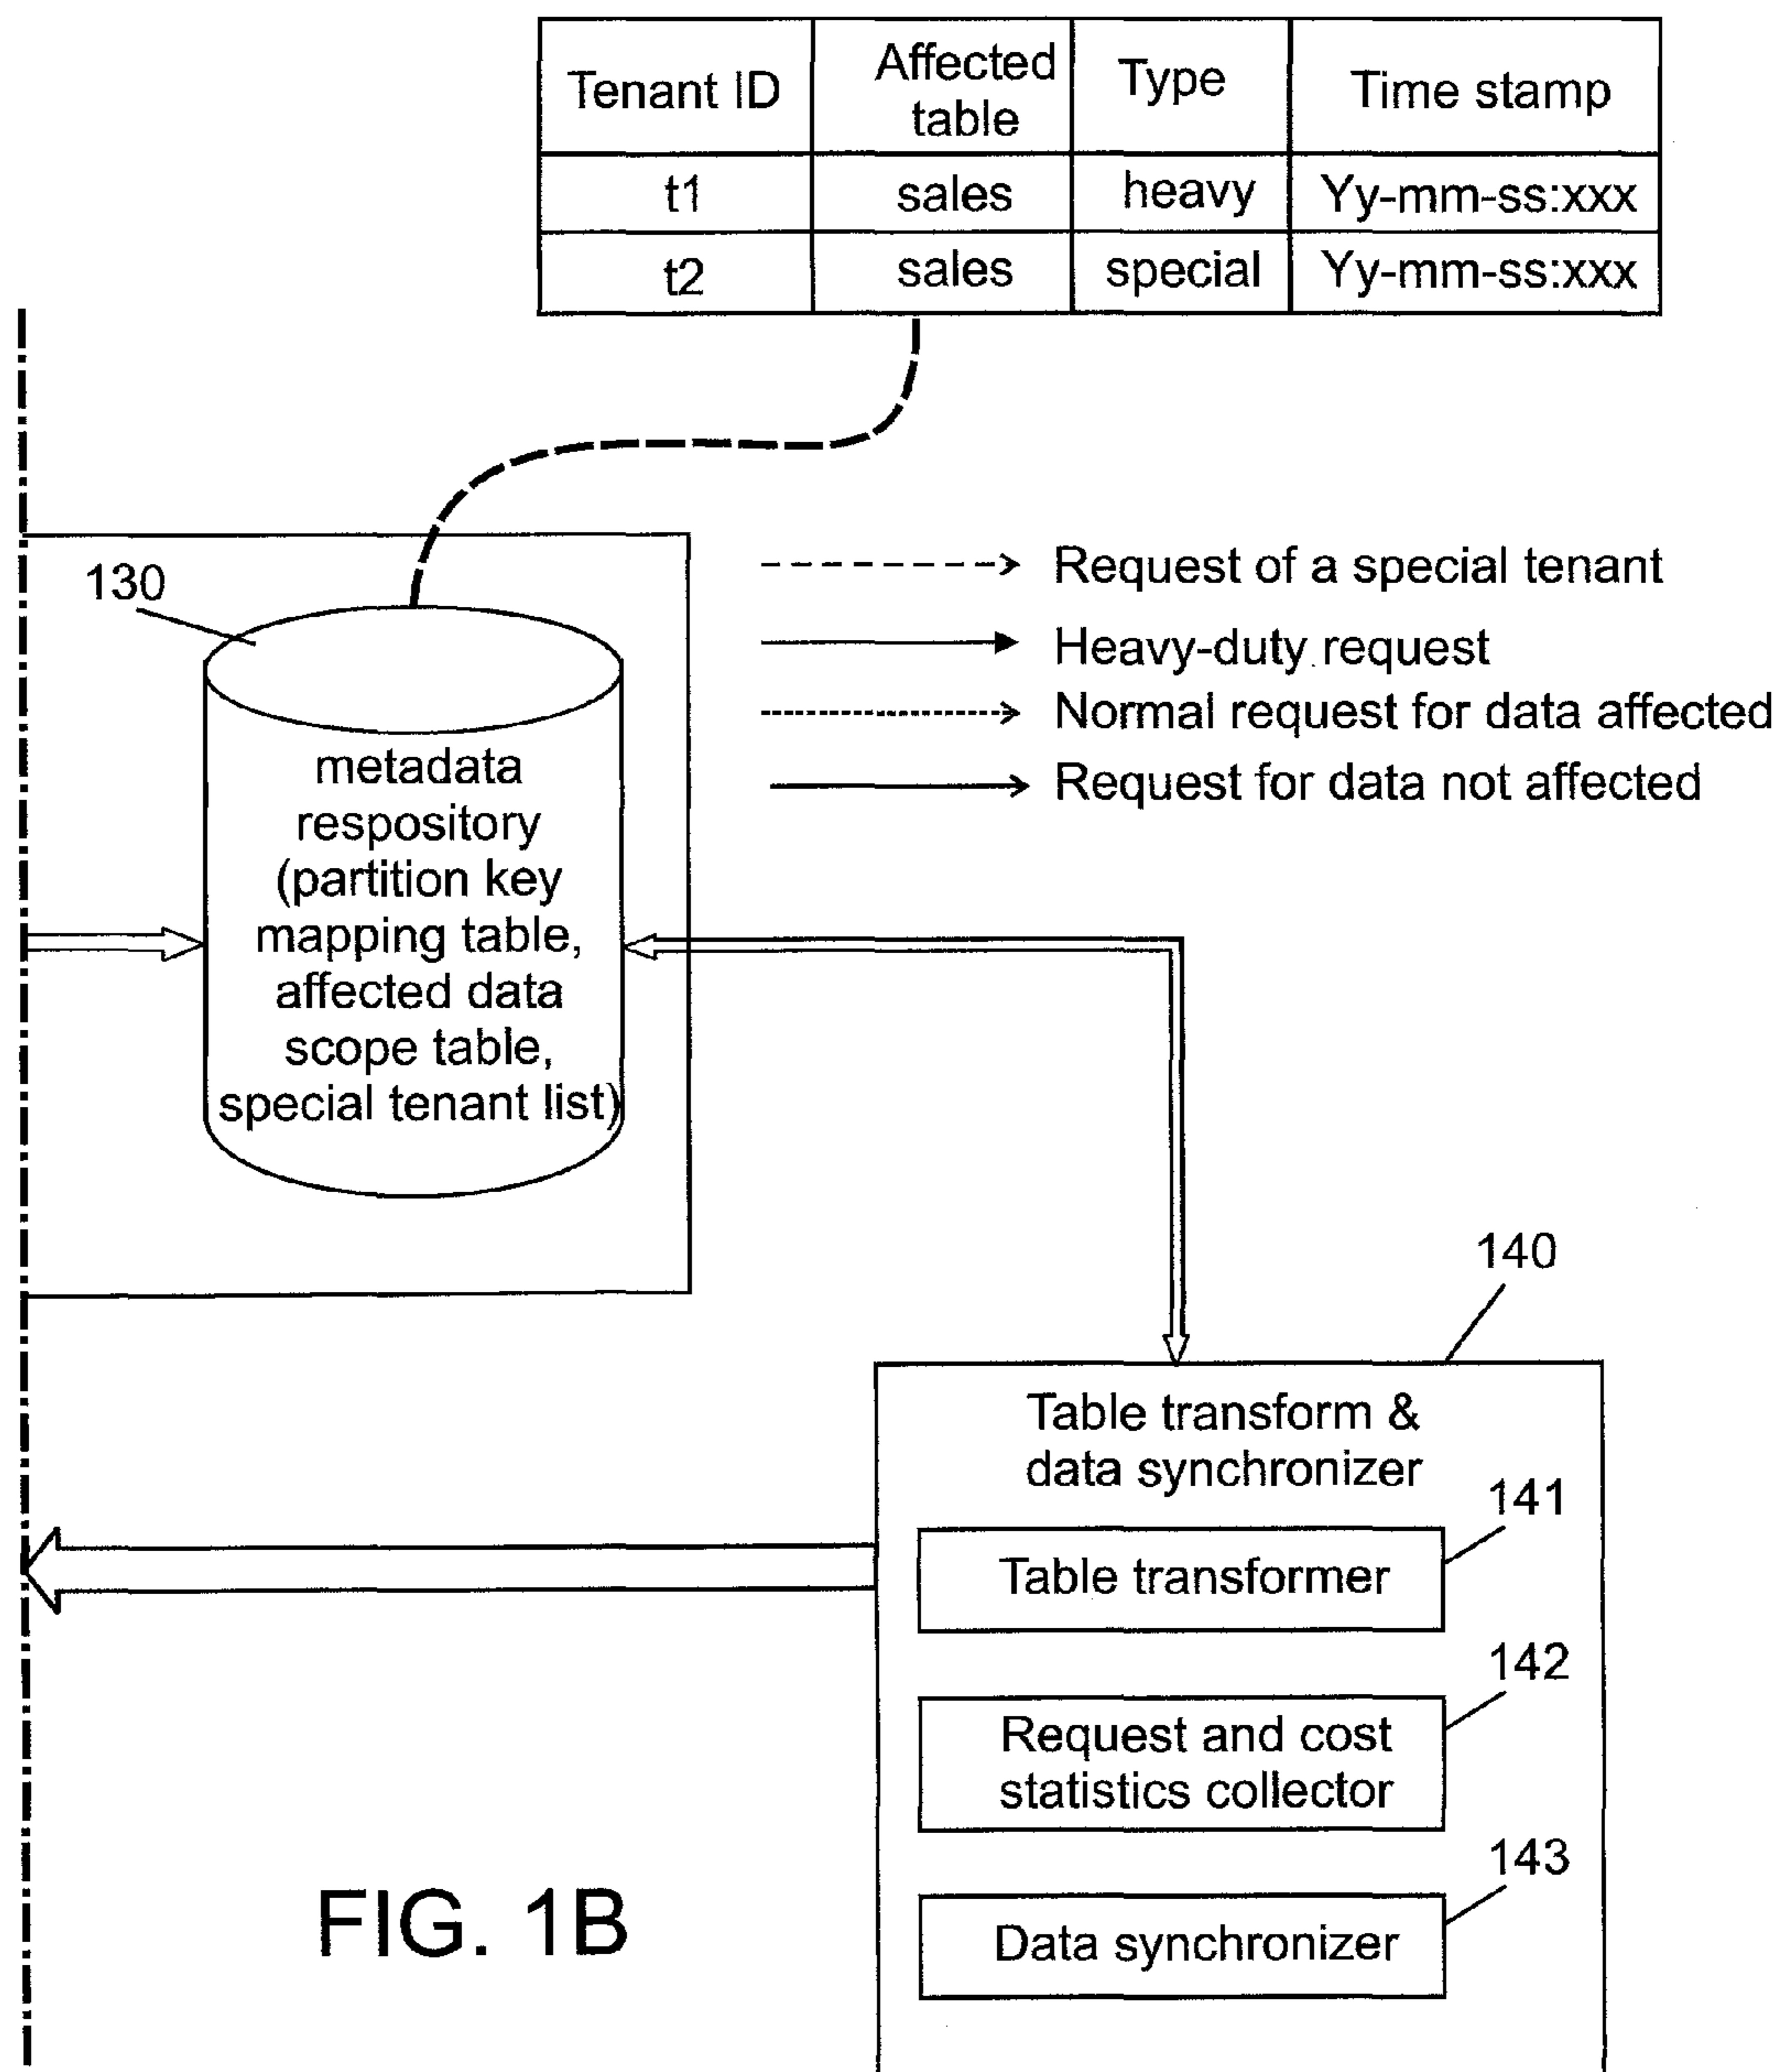 Tenant ID Affected table Type Time stamp
t1 sales heavy Yy-mm-ss:xxx
t2 sales special Yy-mm-ss:xxx
130
Request of a special tenant
Heavy-duty request
Normal request for data affected
Request for data not affected
metadata
respository
(partition key
mapping table,
affected data
scope table,
special tenant list)
140
Table transform &
data synchronizer
141
Table transformer
142
Request and cost
statistics collector
143
Data synchronizer
FIG. 1B